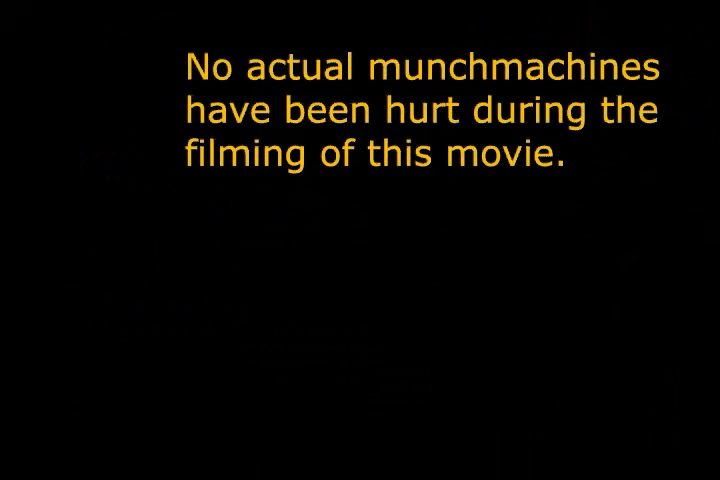 No actual munchmachines
have been hurt during the
filming of this movie.